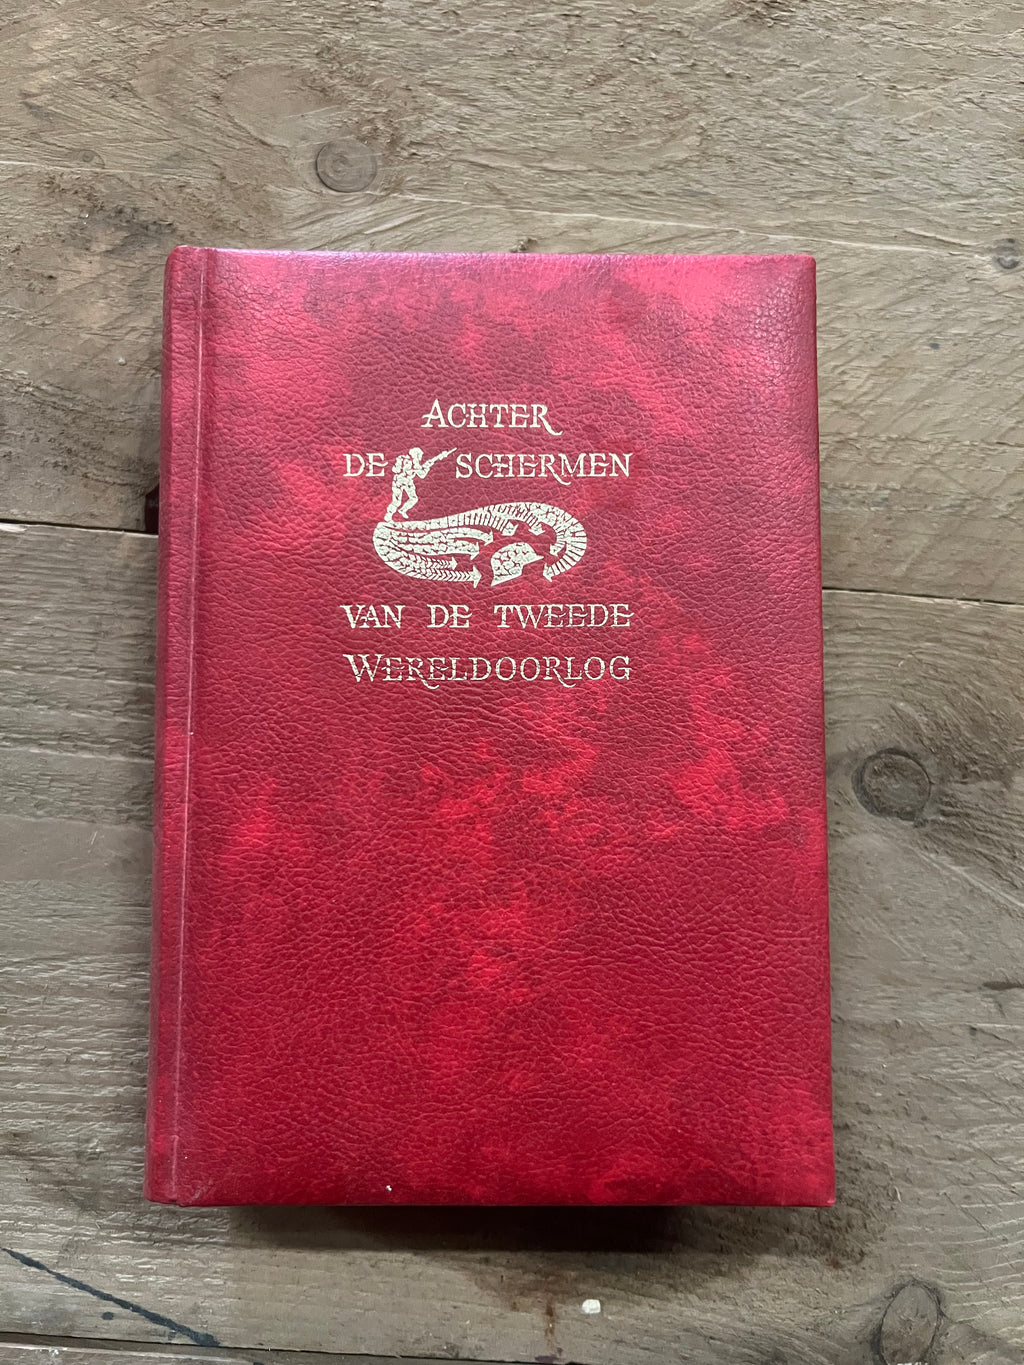 ACHTER
DE SCHERMEN
VAN DE TWEEDE
WERELDOORLOG